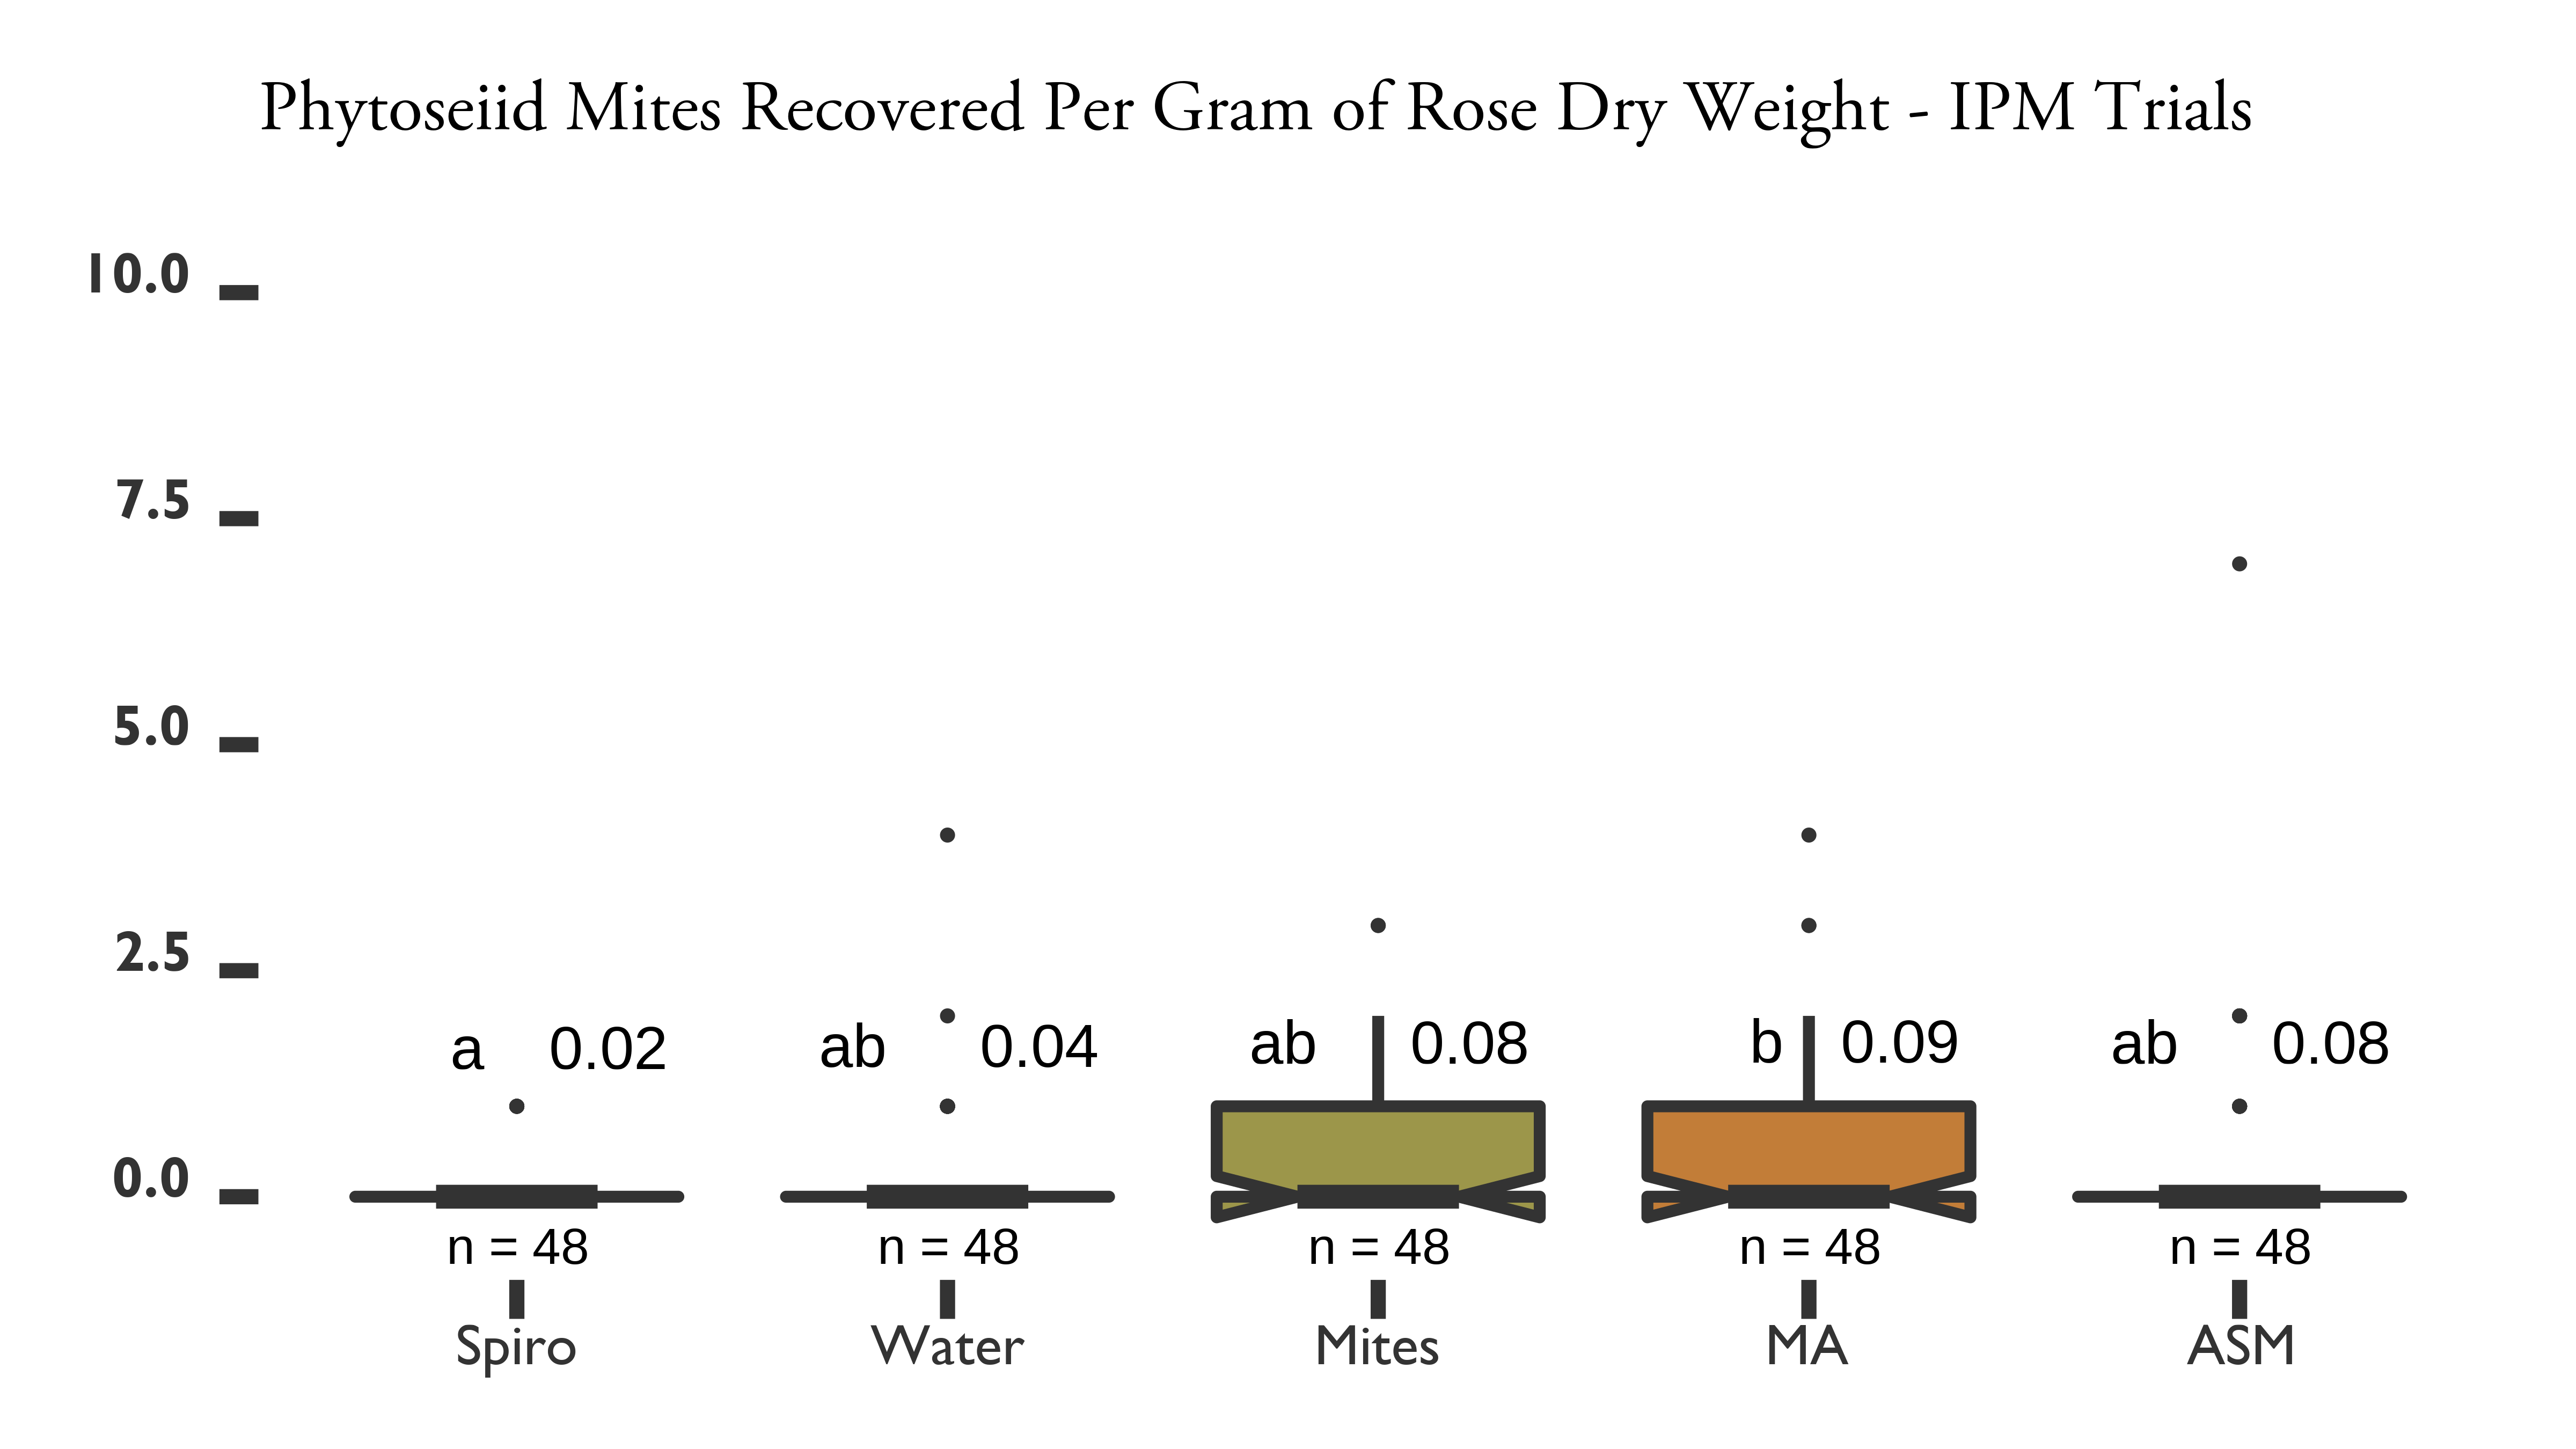 Phytoseiid Mites Recovered Per Gram of Rose Dry Weight - IPM Trials
10.0
7.5
5.0
2.5
a 0.02 ab 0.04 ab 0.08 b 0.09 ab 0.08
0.0
n = 48 n = 48 n = 48 n = 48 n = 48
Spiro Water Mites MA ASM